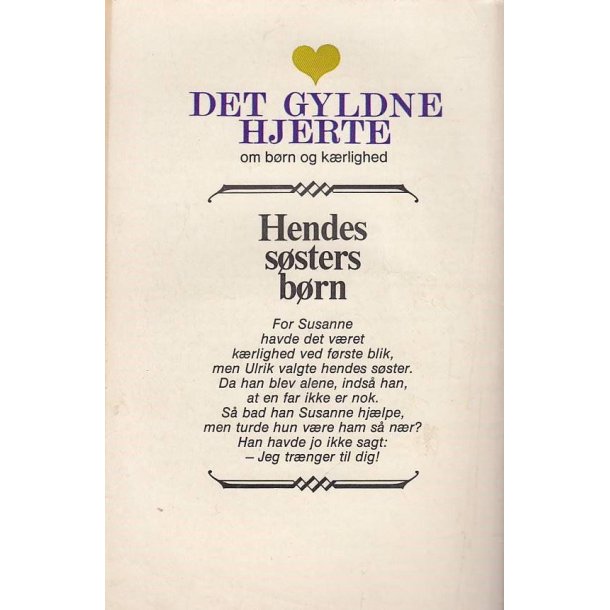 DET GYLDNE
HJERTE
om børn og kærlighed
Hendes
søsters
børn
For Susanne
havde det været
kærlighed ved første blik,
men Ulrik valgte hendes søster.
Da han blev alene, indså han,
at en far ikke er nok.
Så bad han Susanne hjælpe,
men turde hun være ham så nær?
Han havde jo ikke sagt:
— Jeg trænger til dig!